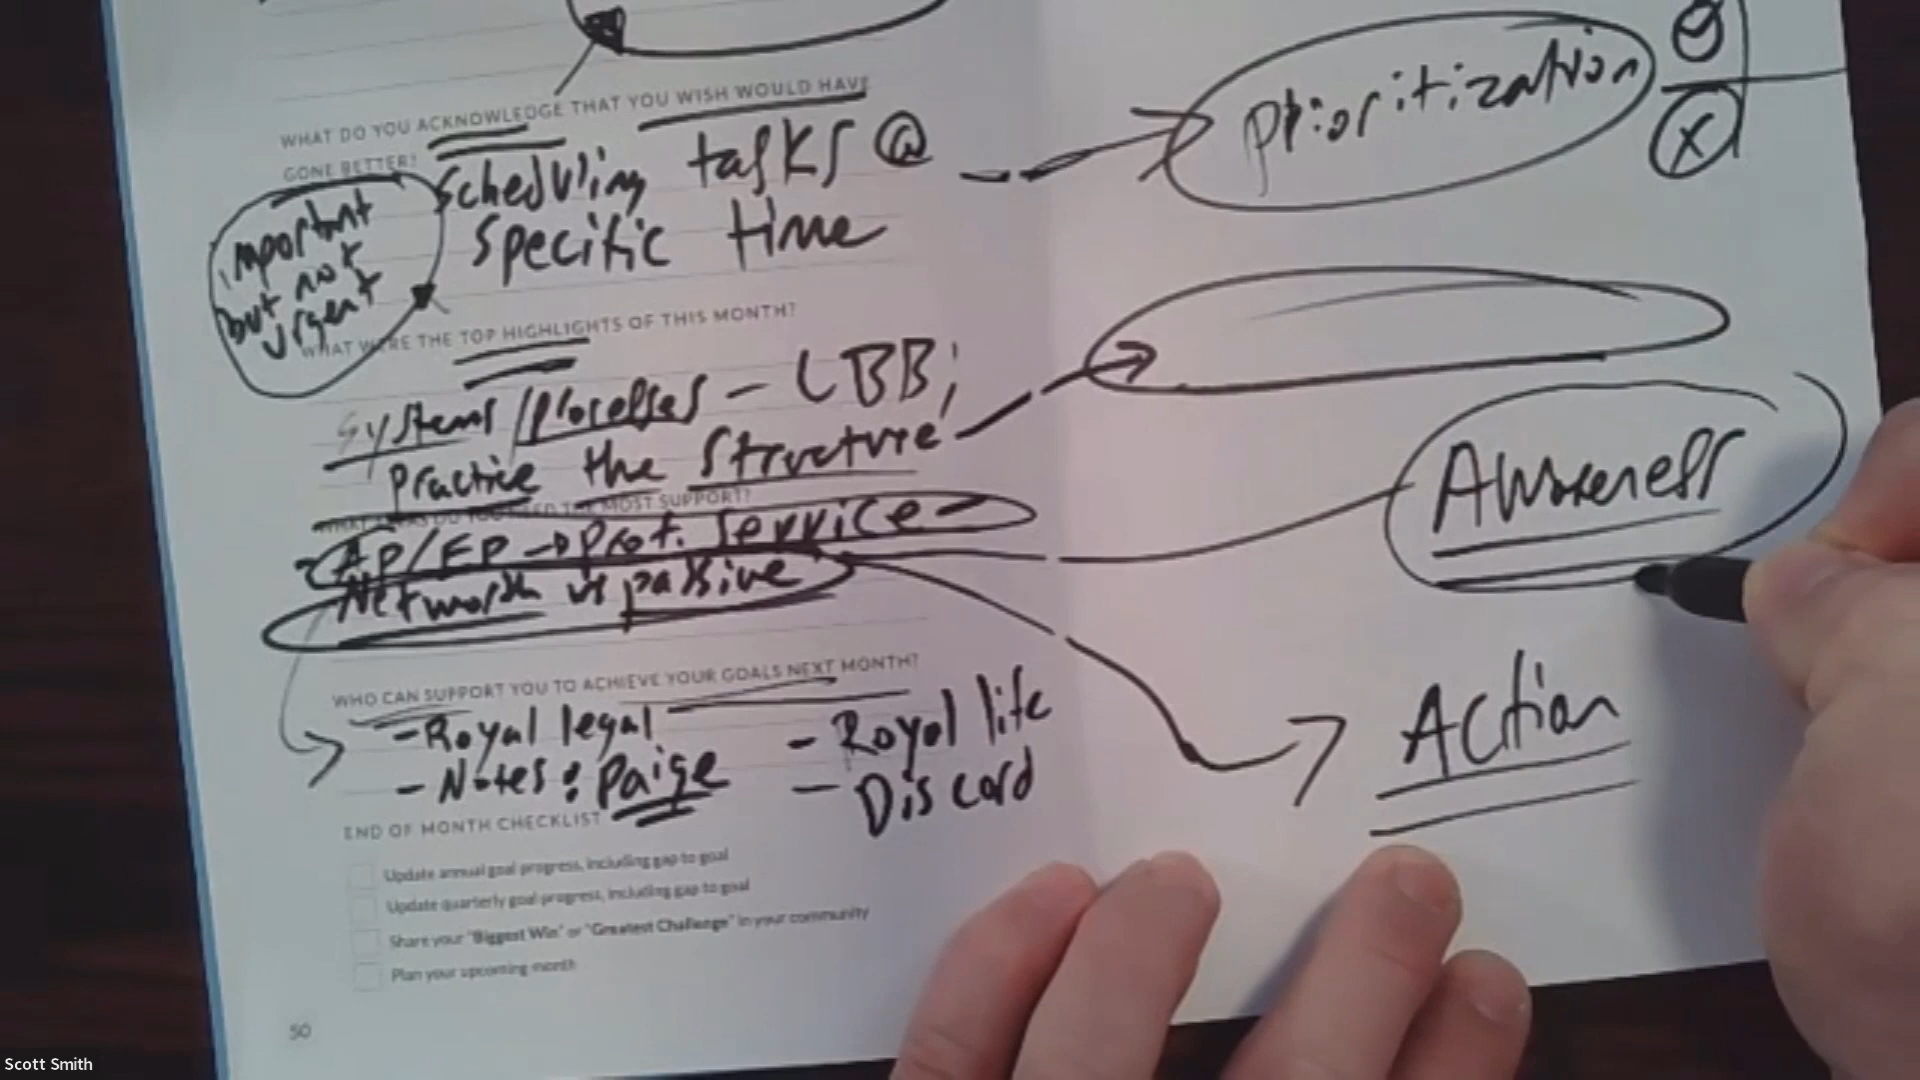 WHAT DO YOU ACKNOWLEDGE THAT YOU WISH WOULD HAVE
GONE BETTER?
Scheduling tasks @
Specific time
important
but not
urgent
Prioritization
X
WHAT WERE THE TOP HIGHLIGHTS OF THIS MONTH?
Systems/processes - LBB;
practice the Structure
MOST SUPPORT?
AP/EP → Prof. Service -
Networth vs passive
Awareness
Action
WHO CAN SUPPORT YOU TO ACHIEVE YOUR GOALS NEXT MONTH?
- Royal legal
- Notes: Paige
- Royal life
- Discord
END OF MONTH CHECKLIST
Update annual goal progress, including gap to goal
Update quarterly goal progress, including gap to goal
Share your "Biggest Win" or "Greatest Challenge" in your community
Plan your upcoming month
50
Scott Smith